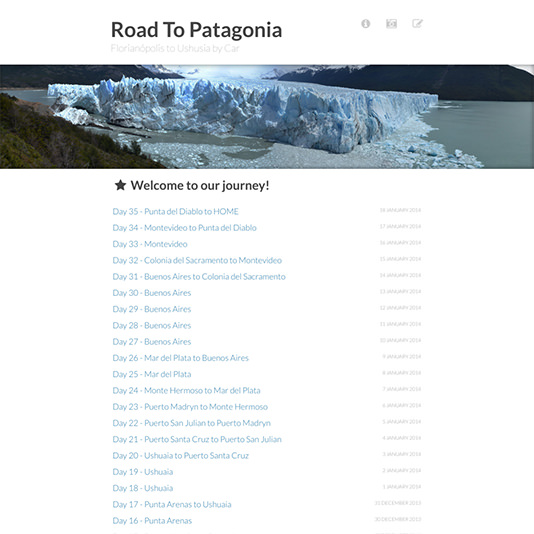 Road To Patagonia
Florianópolis to Ushusia by Car
Welcome to our journey!
Day 35 - Punta del Diablo to HOME 18 JANUARY 2014
Day 34 - Montevideo to Punta del Diablo 17 JANUARY 2014
Day 33 - Montevideo 16 JANUARY 2014
Day 32 - Colonia del Sacramento to Montevideo 15 JANUARY 2014
Day 31 - Buenos Aires to Colonia del Sacramento 14 JANUARY 2014
Day 30 - Buenos Aires 13 JANUARY 2014
Day 29 - Buenos Aires 12 JANUARY 2014
Day 28 - Buenos Aires 11 JANUARY 2014
Day 27 - Buenos Aires 10 JANUARY 2014
Day 26 - Mar del Plata to Buenos Aires 9 JANUARY 2014
Day 25 - Mar del Plata 8 JANUARY 2014
Day 24 - Monte Hermoso to Mar del Plata 7 JANUARY 2014
Day 23 - Puerto Madryn to Monte Hermoso 6 JANUARY 2014
Day 22 - Puerto San Julian to Puerto Madryn 5 JANUARY 2014
Day 21 - Puerto Santa Cruz to Puerto San Julian 4 JANUARY 2014
Day 20 - Ushuaia to Puerto Santa Cruz 3 JANUARY 2014
Day 19 - Ushuaia 2 JANUARY 2014
Day 18 - Ushuaia 1 JANUARY 2014
Day 17 - Punta Arenas to Ushuaia 31 DECEMBER 2013
Day 16 - Punta Arenas 30 DECEMBER 2013